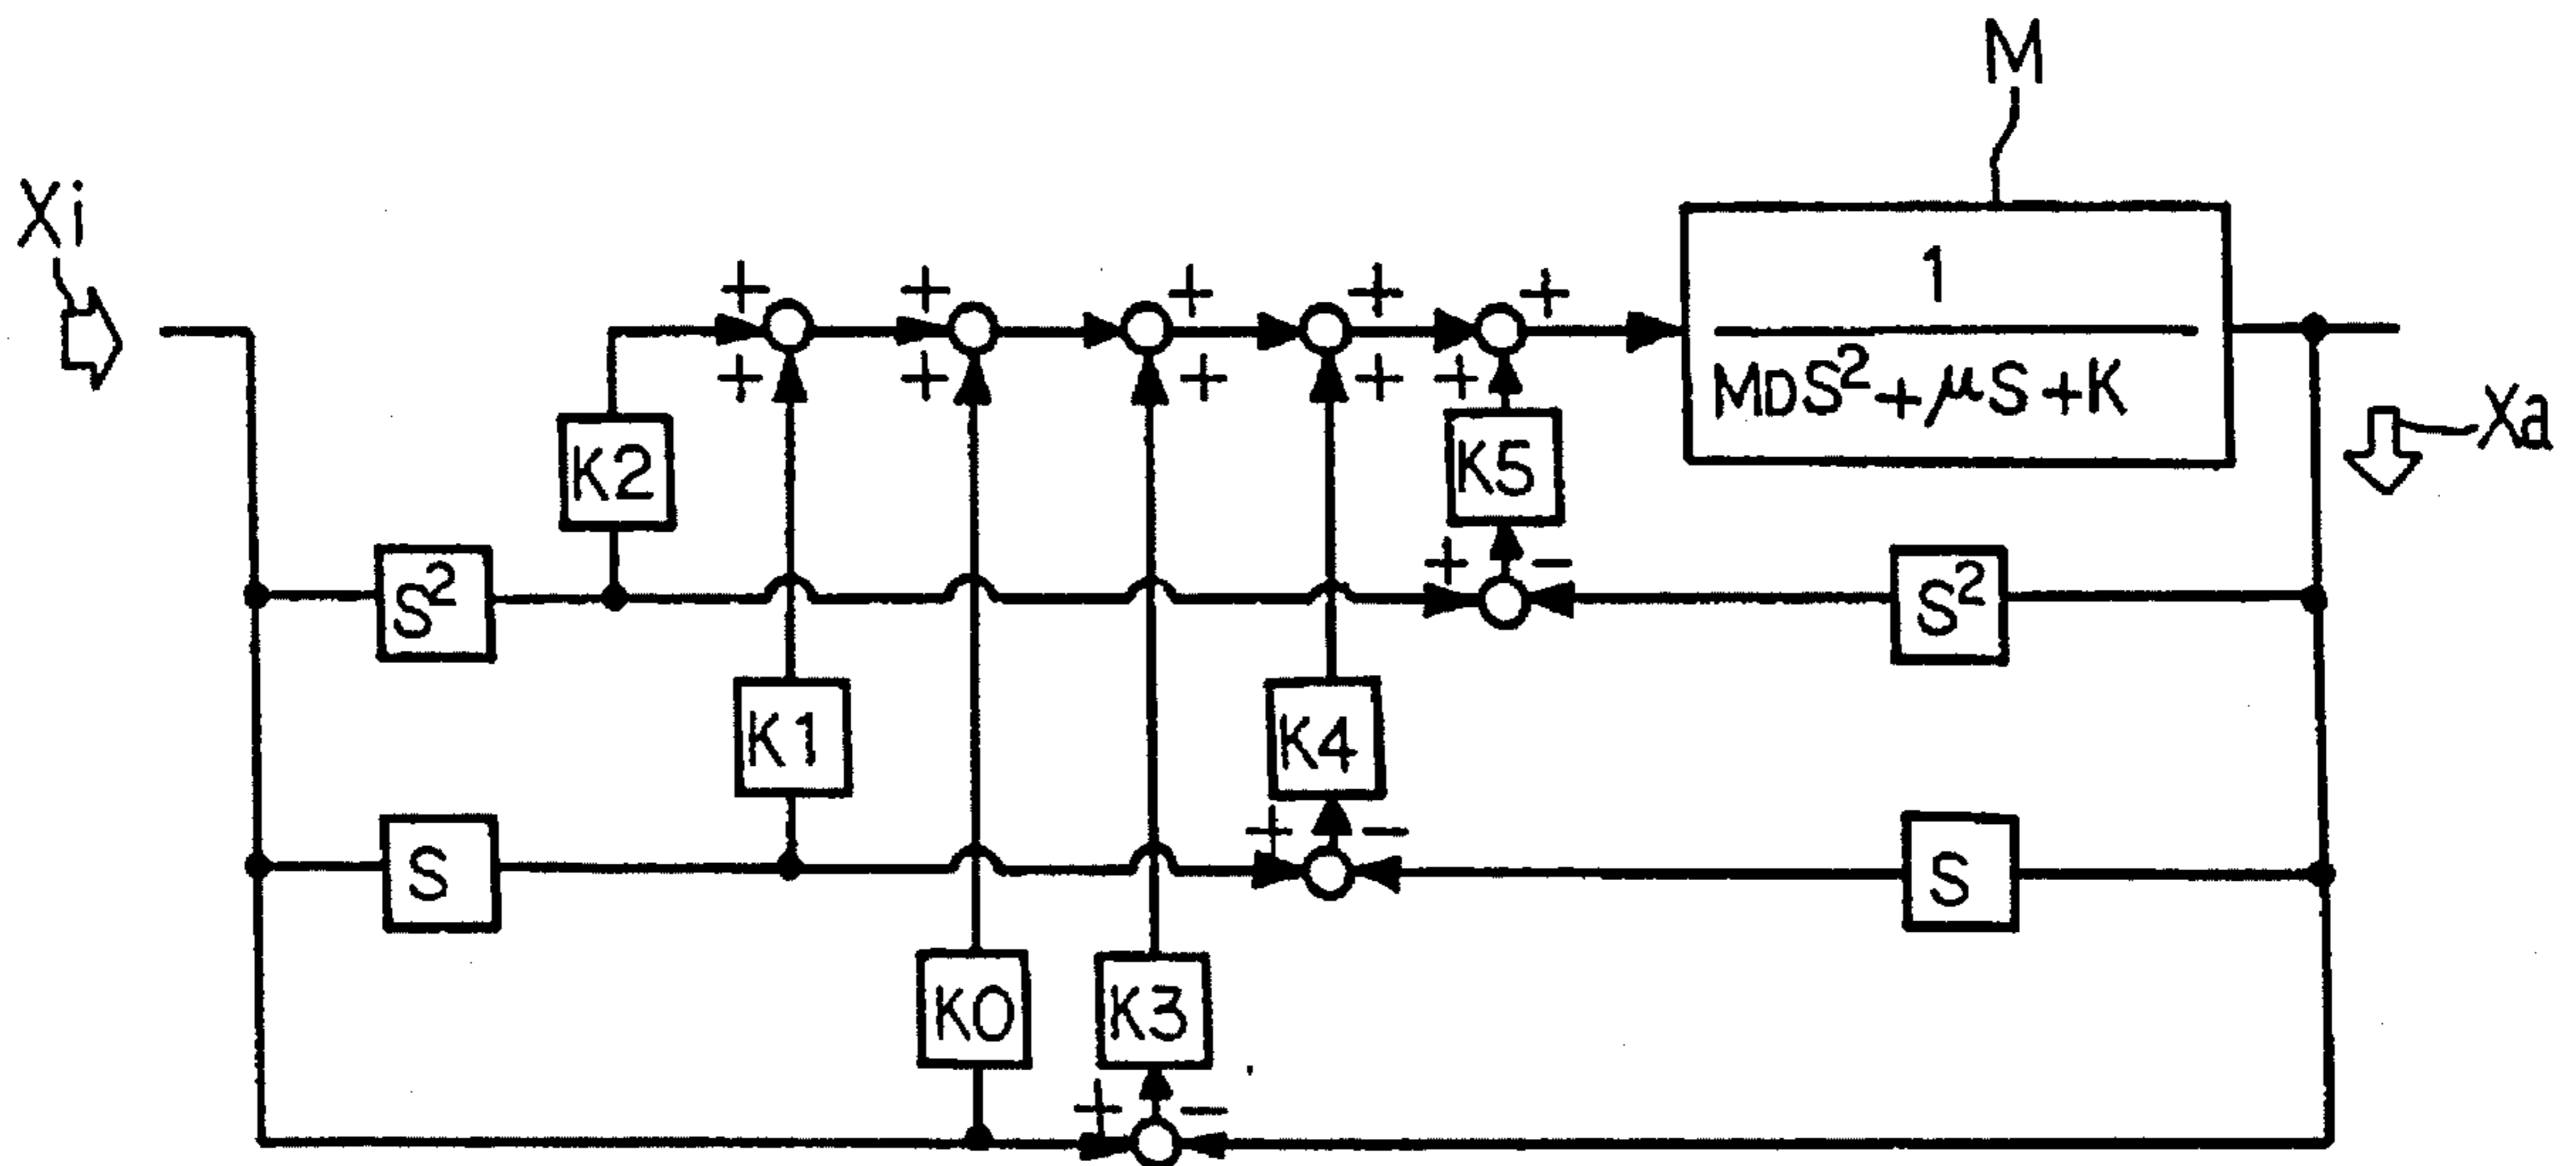 M
Xi
+ + + + +
1
MDS²+μS+K
+ + + + +
Xa
K2
K5
S²
+ −
S²
K1
K4
S
+ −
S
K0
K3
+ −